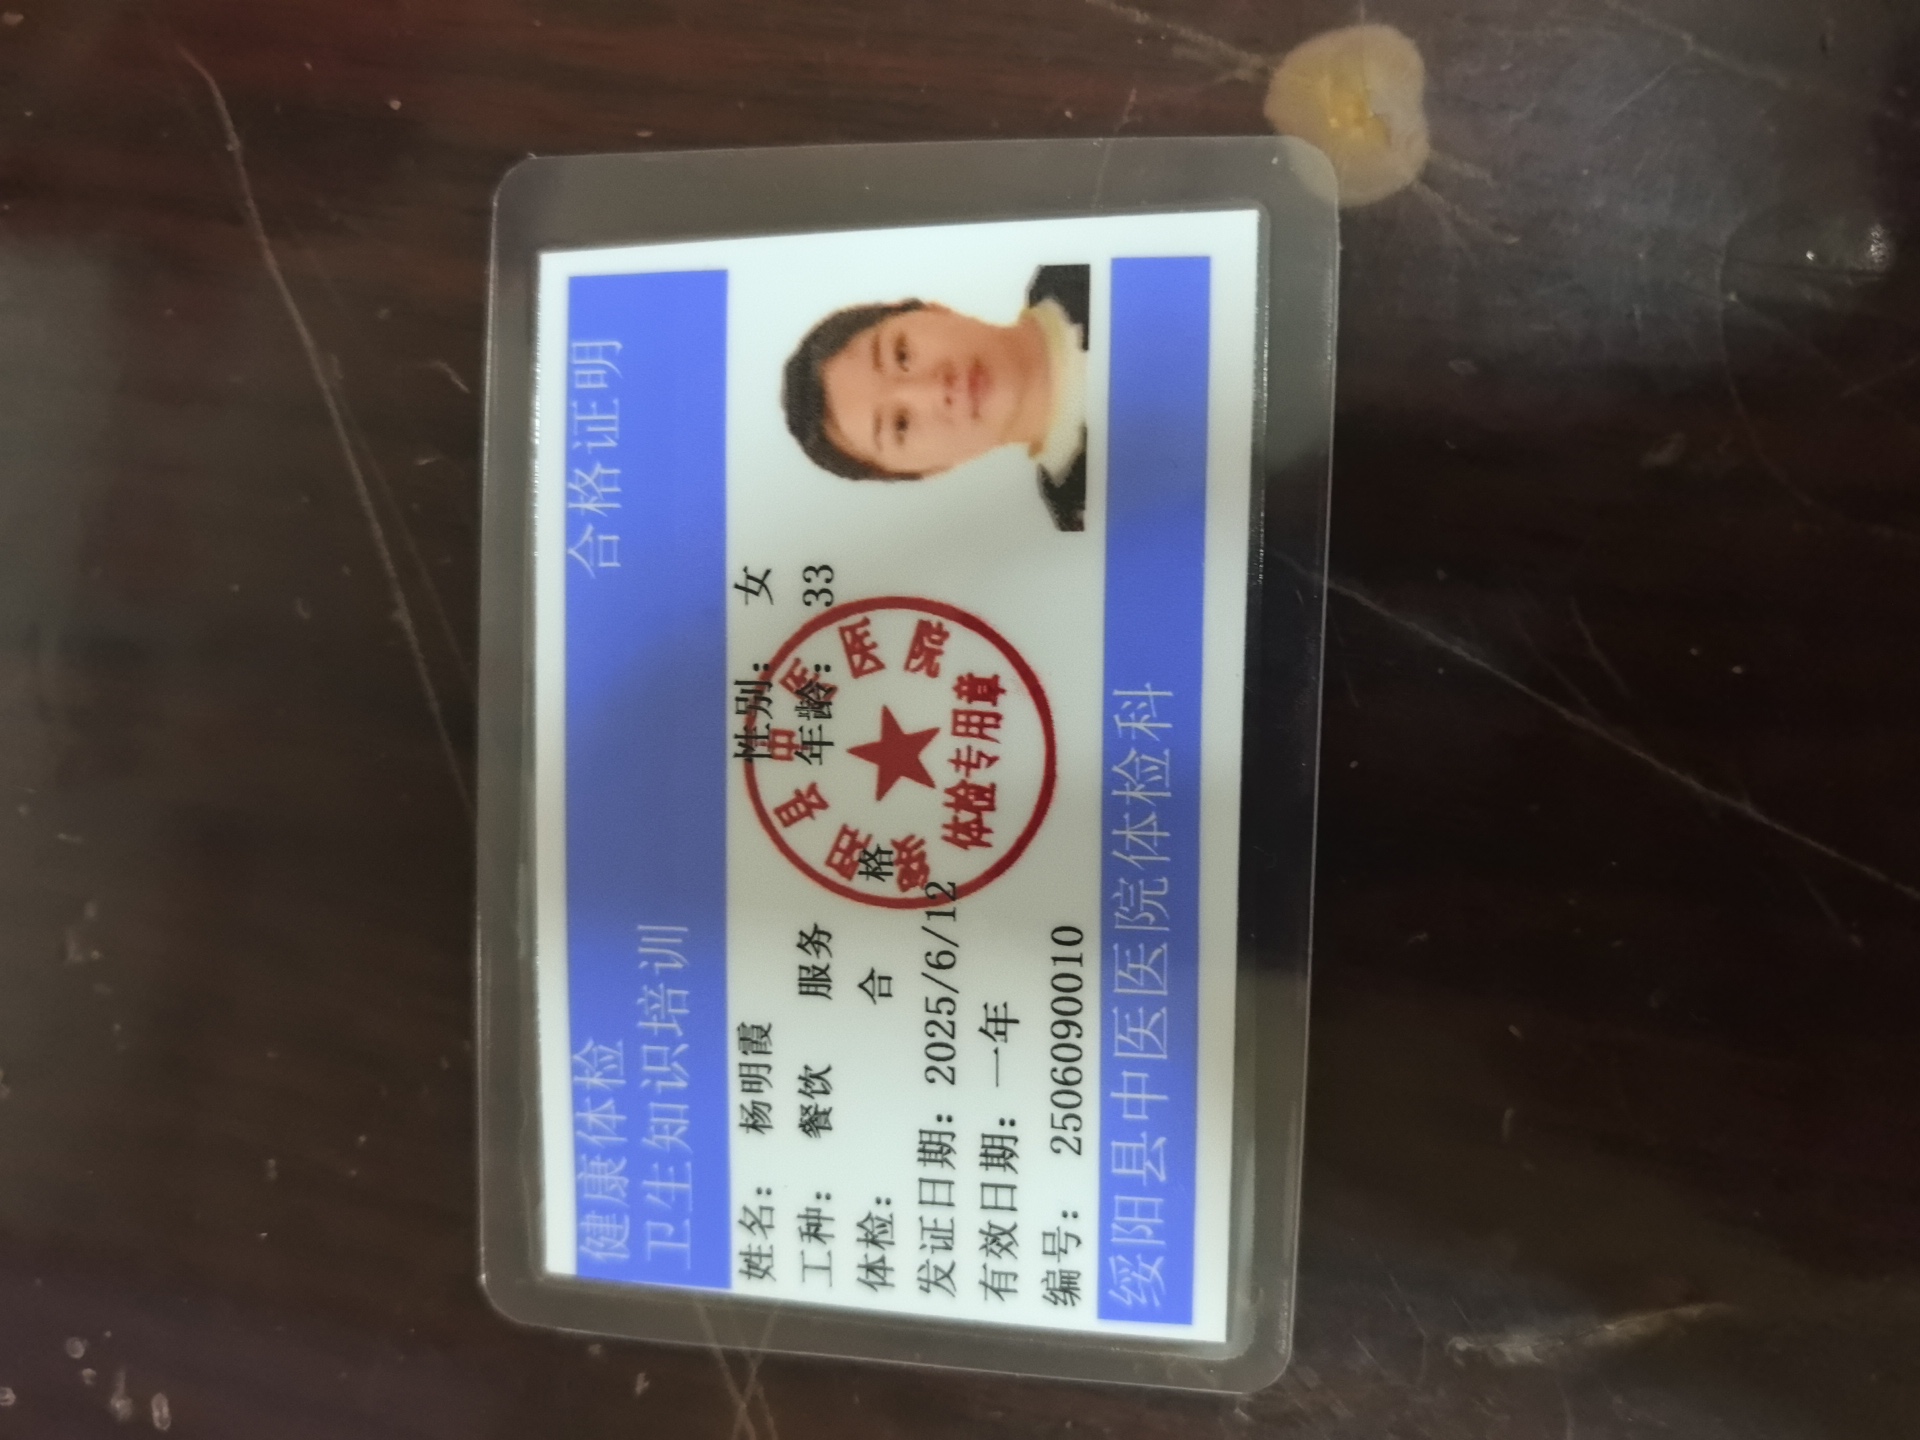 健康体检
卫生知识培训
合格证明
姓名： 杨明霞 性别： 女
工种： 餐饮 服务 年龄： 33
体检： 合 格
发证日期：2025/6/12
有效日期：一年
编号： 2506090010
绥阳县中医医院体检科
绥阳县中医医院
体检专用章